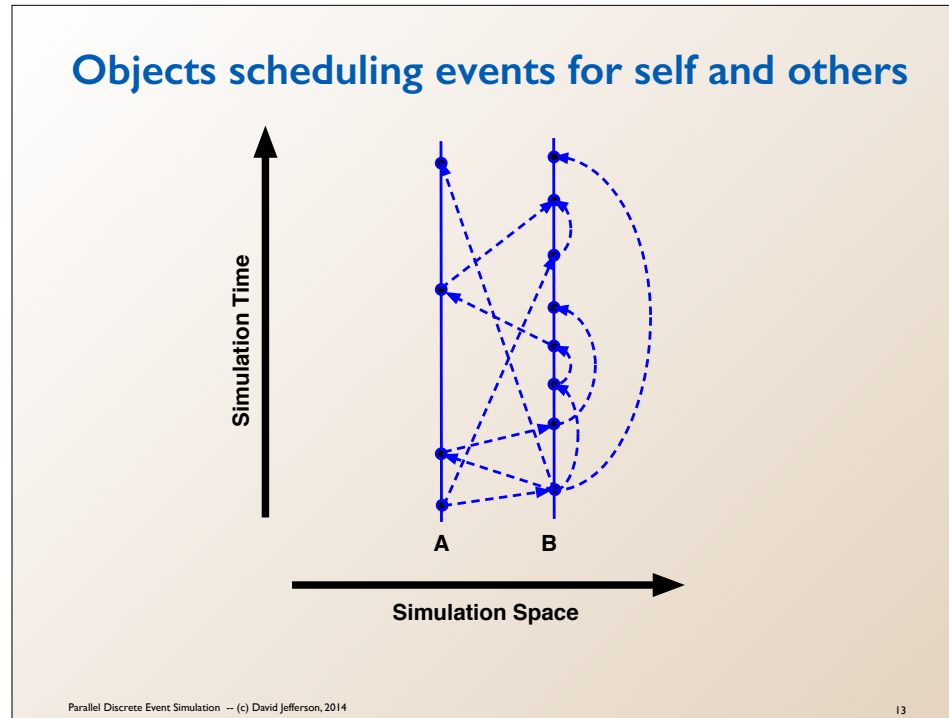 Objects scheduling events for self and others
Simulation Time
A B
Simulation Space
Parallel Discrete Event Simulation -- (c) David Jefferson, 2014 13